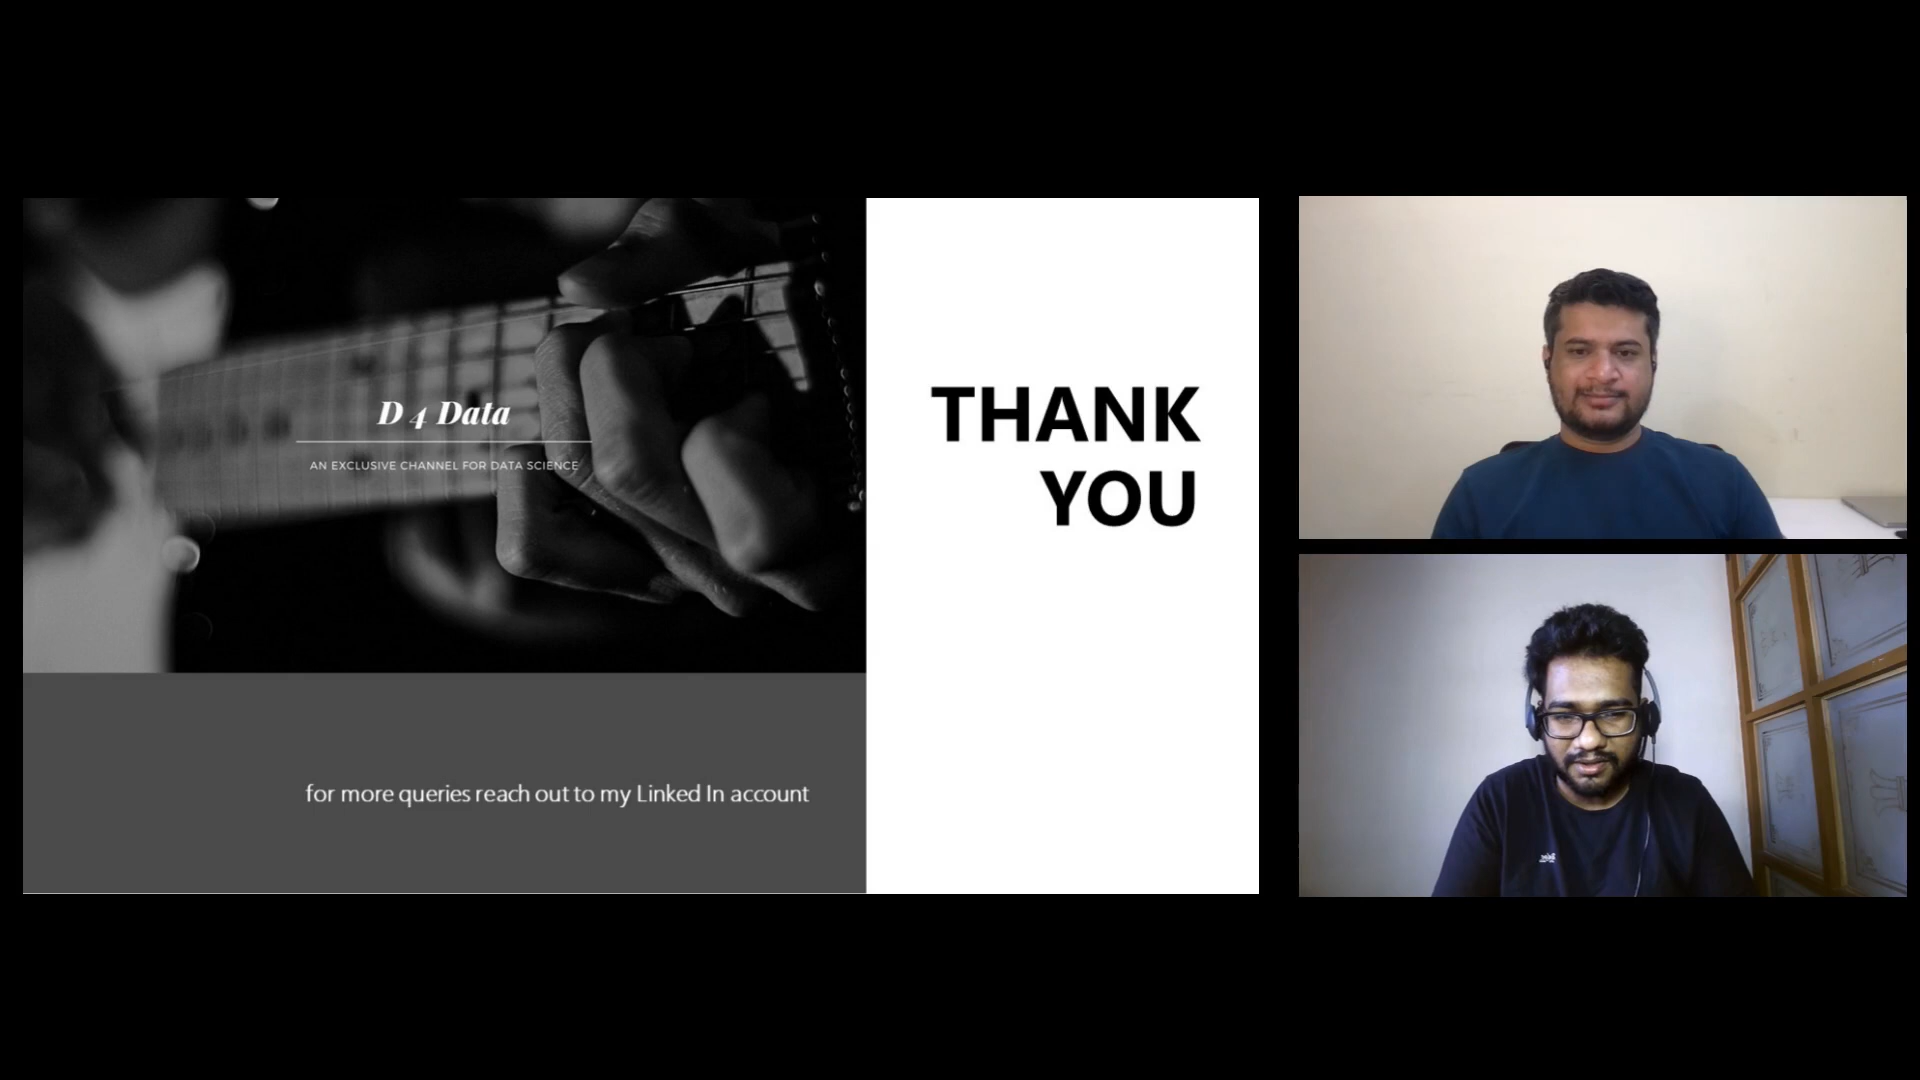 D 4 Data
AN EXCLUSIVE CHANNEL FOR DATA SCIENCE
for more queries reach out to my Linked In account
THANK
YOU